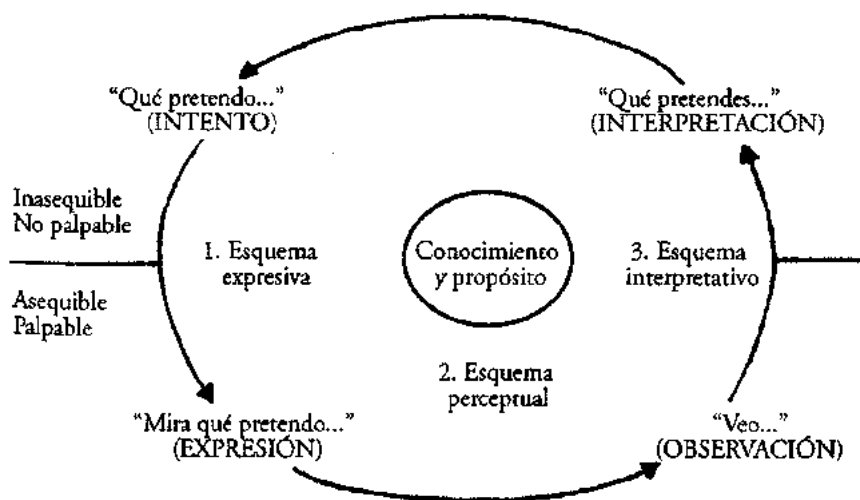 “Qué pretendo...”
(INTENTO)
“Qué pretendes...”
(INTERPRETACIÓN)
Inasequible
No palpable
1. Esquema
expresiva
Conocimiento
y propósito
3. Esquema
interpretativo
Asequible
Palpable
2. Esquema
perceptual
“Mira qué pretendo...”
(EXPRESIÓN)
“Veo...”
(OBSERVACIÓN)